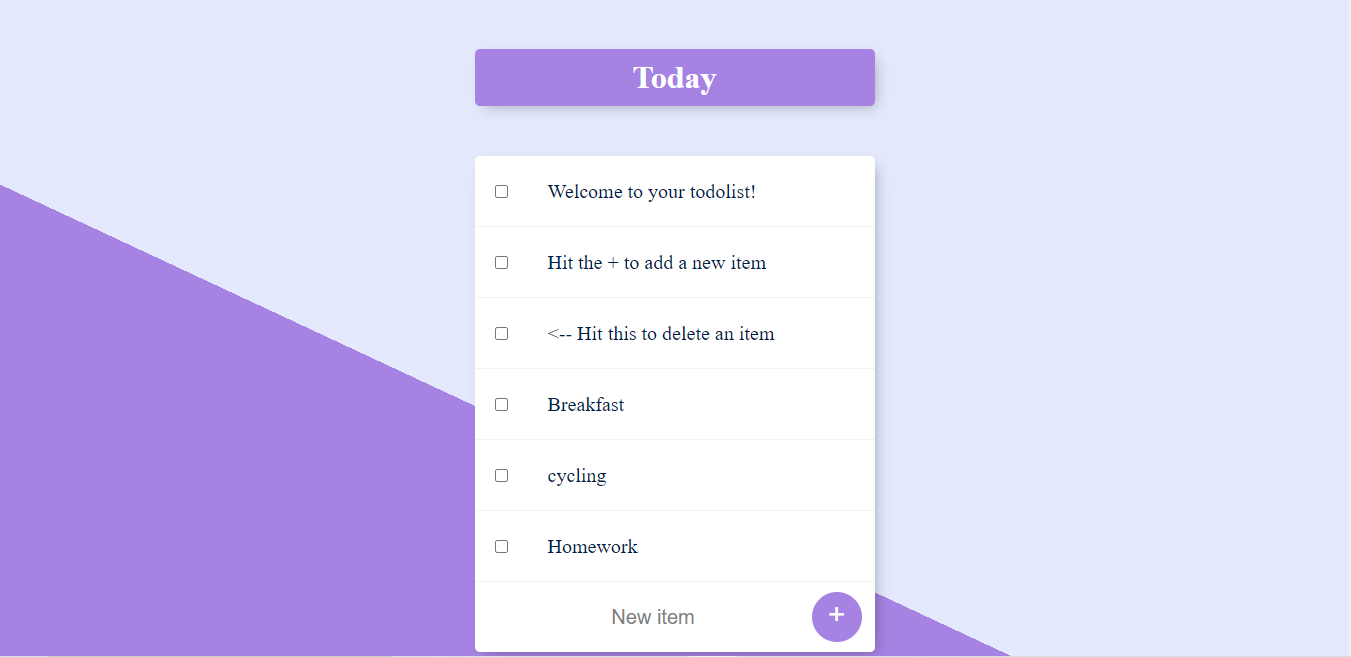 Today
Welcome to your todolist!
Hit the + to add a new item
<-- Hit this to delete an item
Breakfast
cycling
Homework
New item
+